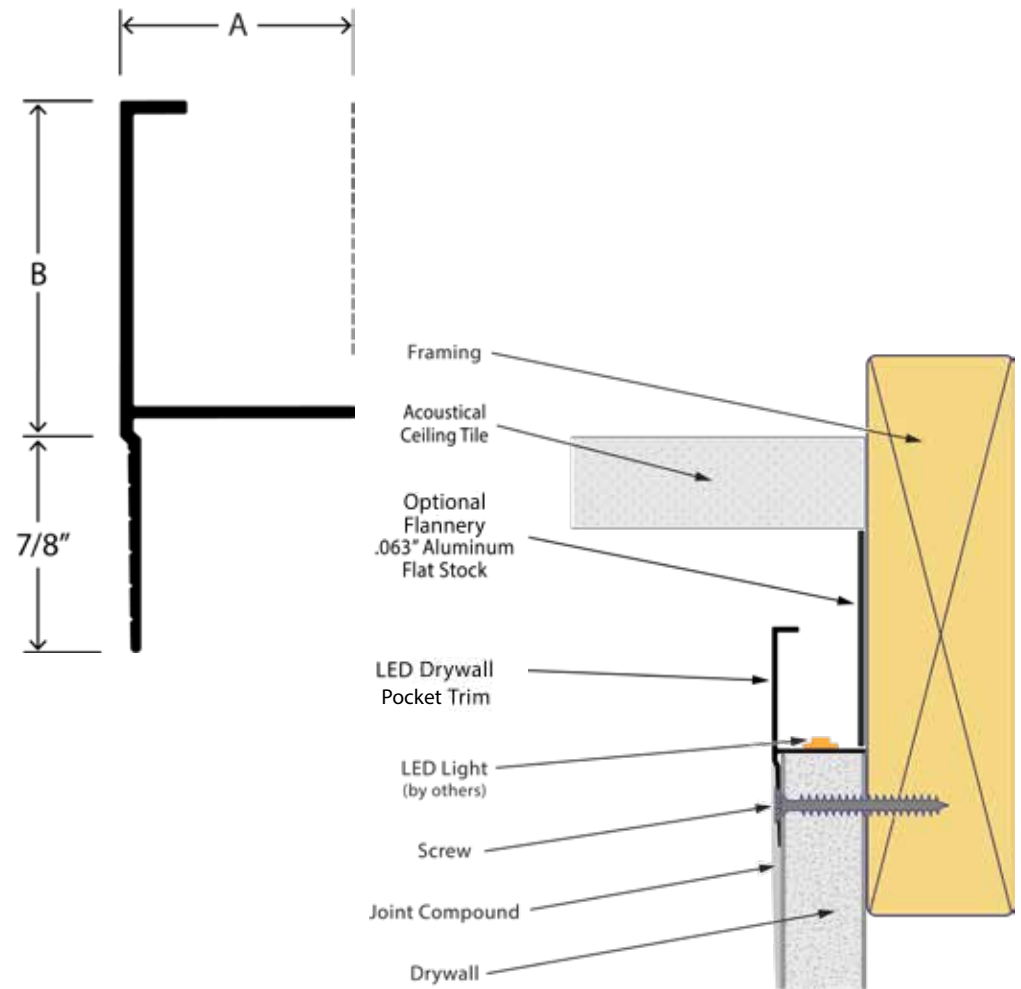 A
B
7/8”
Framing
Acoustical
Ceiling Tile
Optional
Flannery
.063” Aluminum
Flat Stock
LED Drywall
Pocket Trim
LED Light
(by others)
Screw
Joint Compound
Drywall